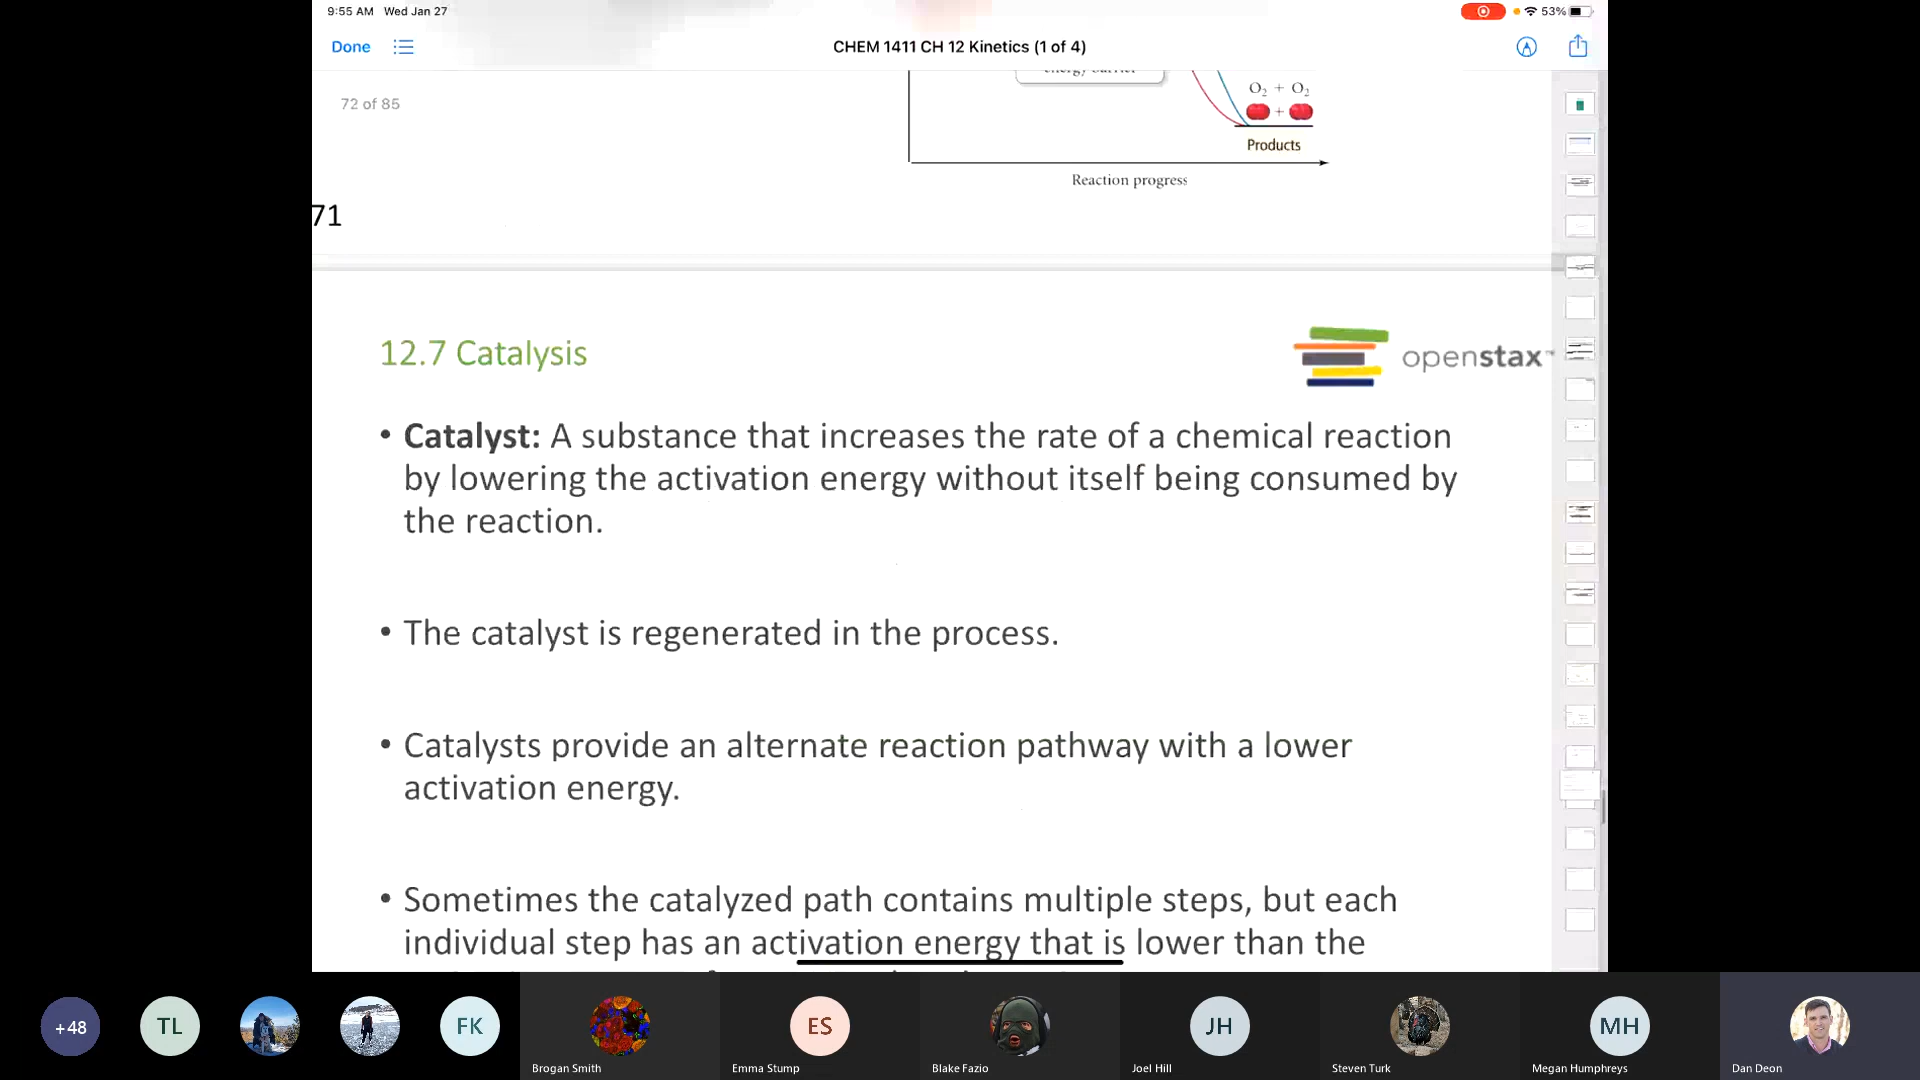 9:55 AM Wed Jan 27
53%
Done
CHEM 1411 CH 12 Kinetics (1 of 4)
energy barrier
72 of 85
O₂ + O₂
+
Products
Reaction progress
71
12.7 Catalysis
openstax™
• Catalyst: A substance that increases the rate of a chemical reaction
by lowering the activation energy without itself being consumed by
the reaction.
• The catalyst is regenerated in the process.
• Catalysts provide an alternate reaction pathway with a lower
activation energy.
• Sometimes the catalyzed path contains multiple steps, but each
individual step has an activation energy that is lower than the
+48
TL
FK
ES
JH
MH
Brogan Smith
Emma Stump
Blake Fazio
Joel Hill
Steven Turk
Megan Humphreys
Dan Deon